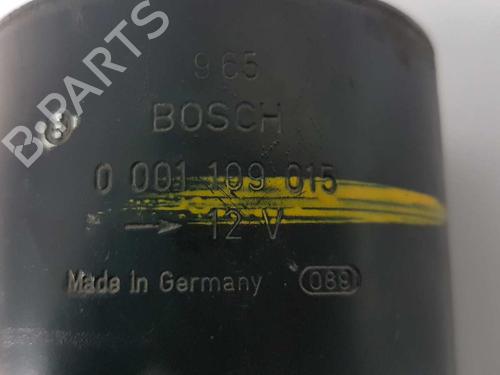 965
BOSCH
0 001 109 015
→ 12 V
Made in Germany 089
B-PARTS